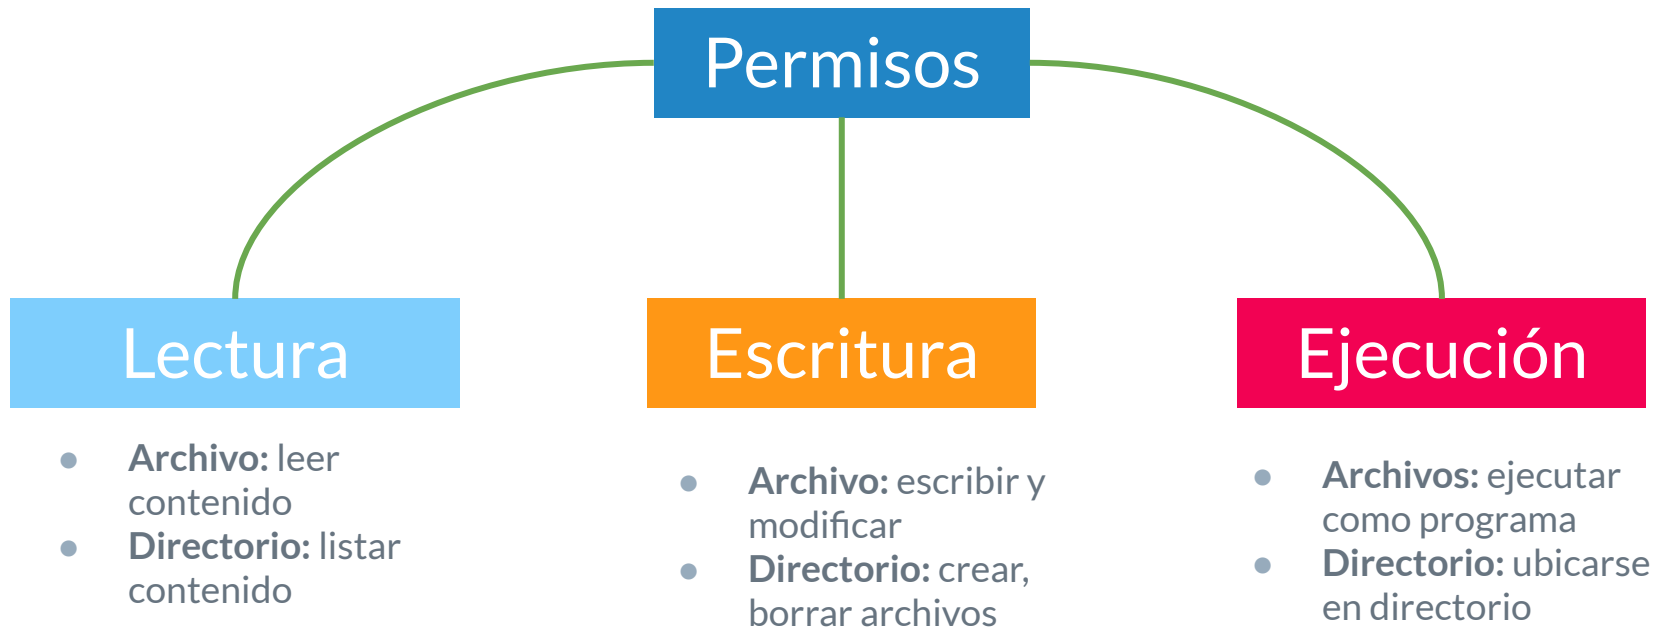 Permisos
Lectura
Archivo: leer
contenido
Directorio: listar
contenido
Escritura
Archivo: escribir y
modificar
Directorio: crear,
borrar archivos
Ejecución
Archivos: ejecutar
como programa
Directorio: ubicarse
en directorio